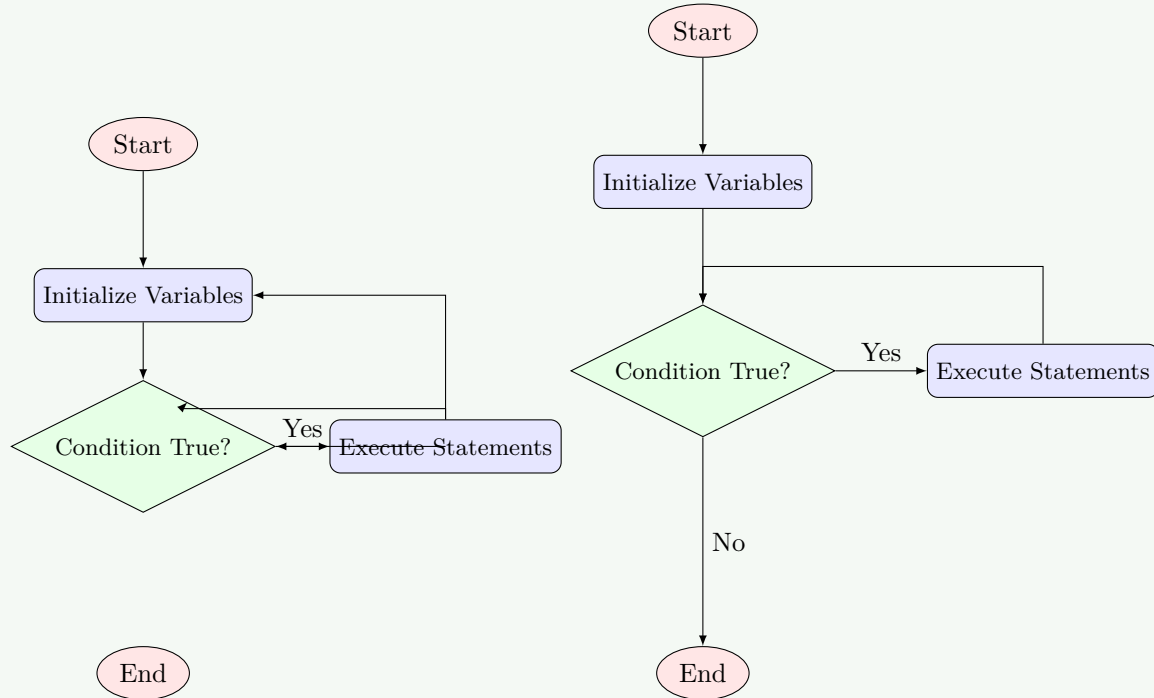 Start
Initialize Variables
Condition True?
Yes
Execute Statements
End
Start
Initialize Variables
Condition True?
Yes
Execute Statements
No
End